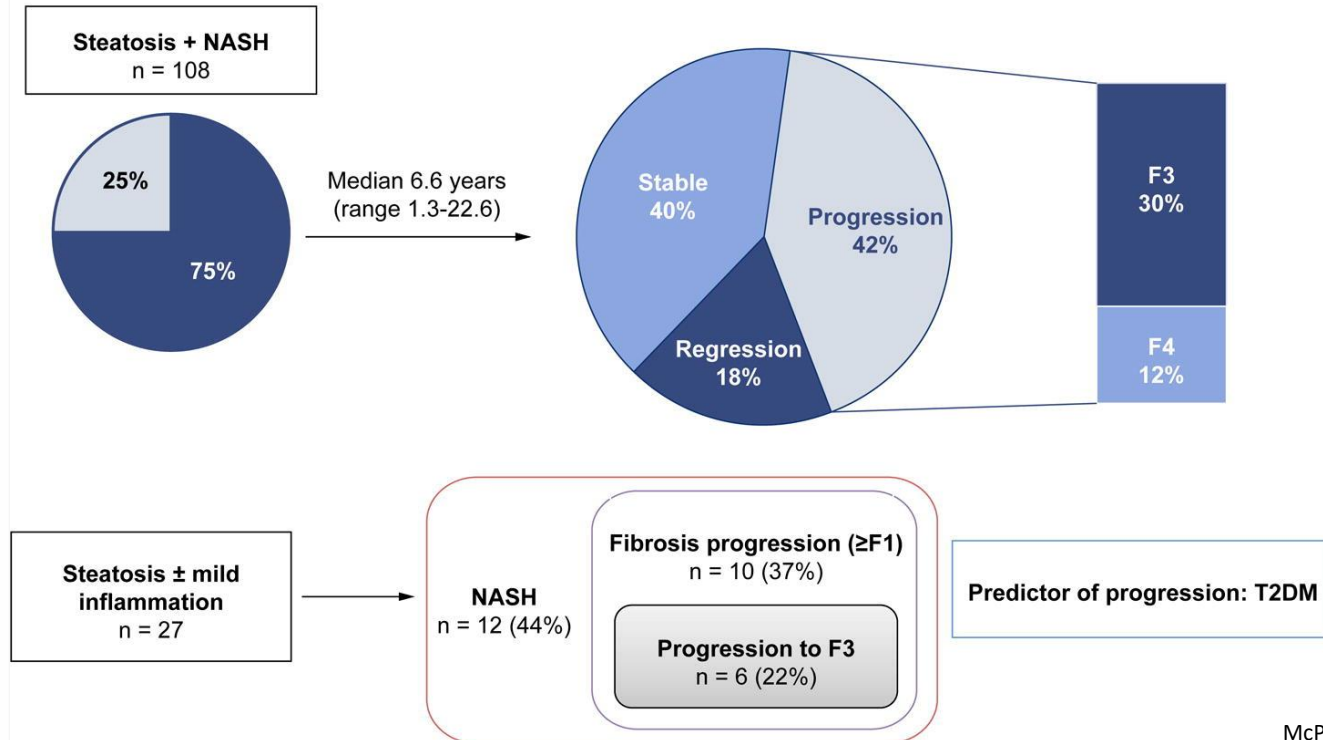 Steatosis + NASH
n = 108
25%
75%
Median 6.6 years
(range 1.3-22.6)
Stable
40%
Progression
42%
Regression
18%
F3
30%
F4
12%
Steatosis ± mild
inflammation
n = 27
NASH
n = 12 (44%)
Fibrosis progression (≥F1)
n = 10 (37%)
Progression to F3
n = 6 (22%)
Predictor of progression: T2DM
McP